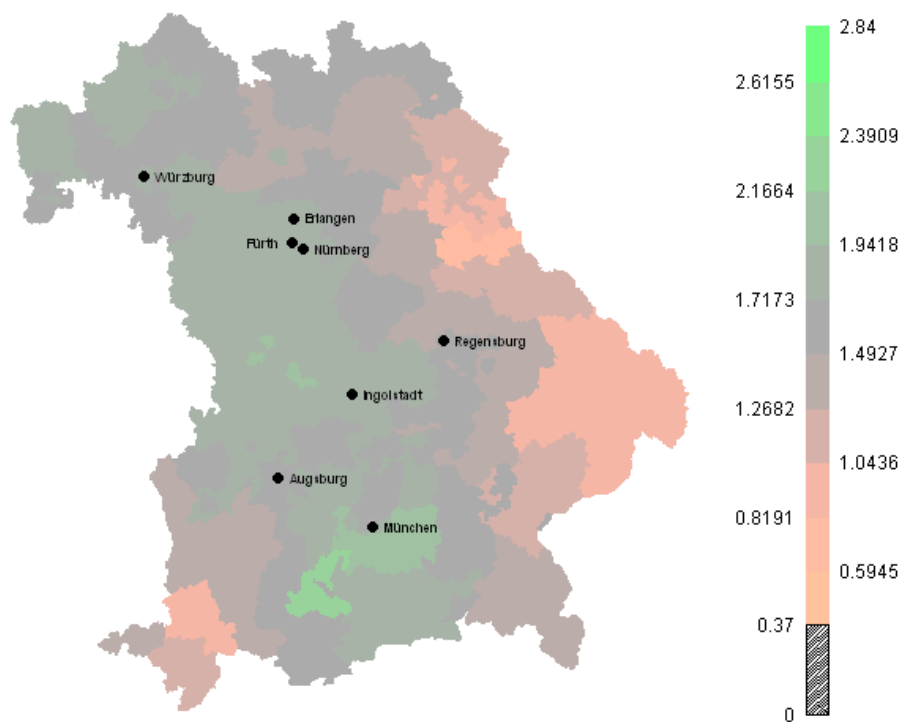 2.84
2.6155
2.3909
2.1664
1.9418
1.7173
1.4927
1.2682
1.0436
0.8191
0.5945
0.37
0
Würzburg
Erlangen
Fürth
Nürnberg
Regensburg
Ingolstadt
Augsburg
München